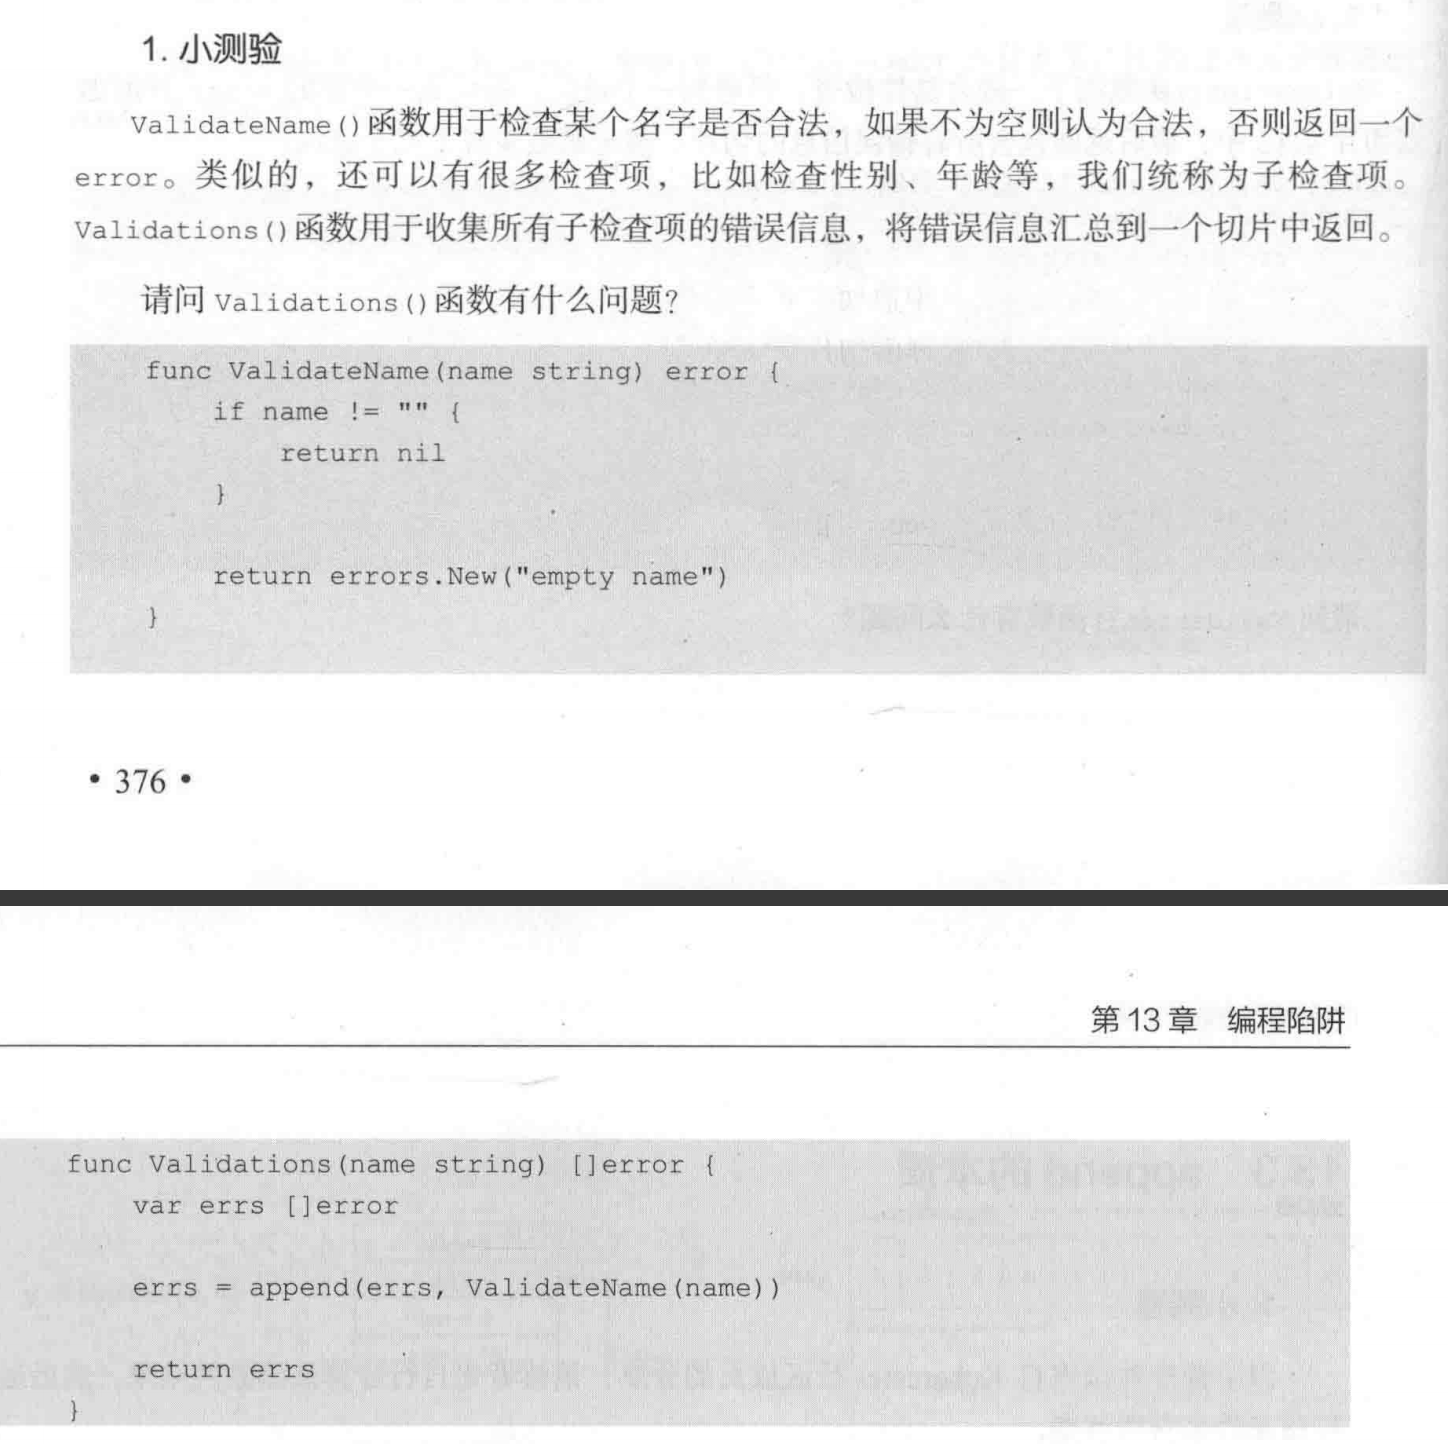 1. 小测验
ValidateName()函数用于检查某个名字是否合法，如果不为空则认为合法，否则返回一个
error。类似的，还可以有很多检查项，比如检查性别、年龄等，我们统称为子检查项。
Validations()函数用于收集所有子检查项的错误信息，将错误信息汇总到一个切片中返回。
请问 Validations()函数有什么问题？
func ValidateName(name string) error {
    if name != "" {
        return nil
    }
    return errors.New("empty name")
}
• 376 •
第 13 章 编程陷阱
func Validations(name string) []error {
    var errs []error
    errs = append(errs, ValidateName(name))
    return errs
}